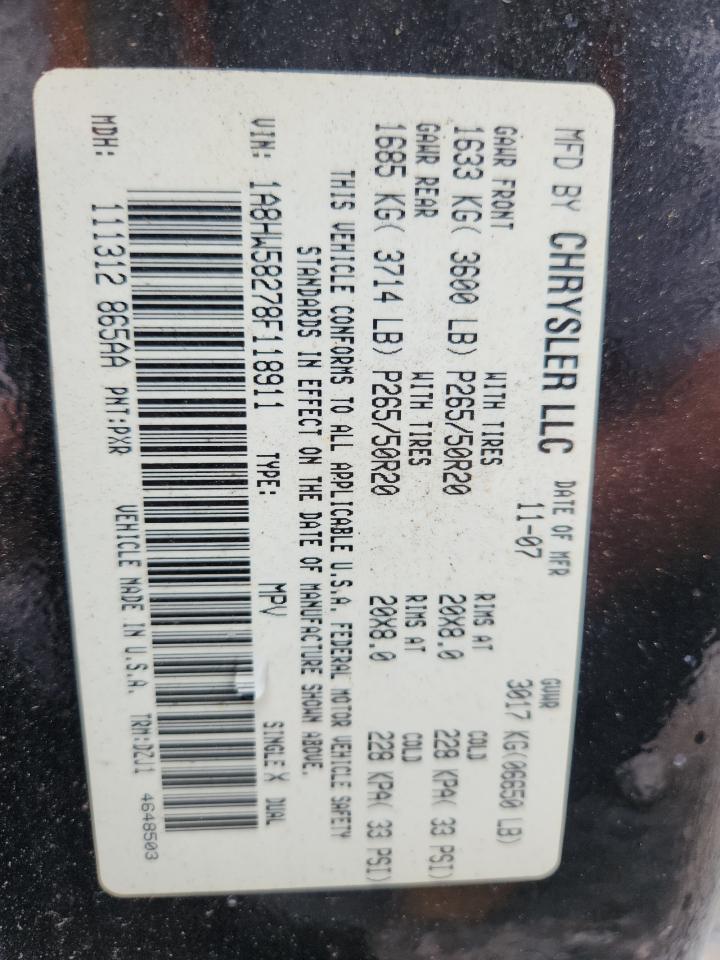 MFD BY CHRYSLER LLC DATE OF MFR GVWR
11-07 3017 KG(06650 LB)
GAWR FRONT WITH TIRES RIMS AT COLD
1633 KG( 3600 LB) P265/50R20 20X8.0 228 KPA( 33 PSI)
GAWR REAR WITH TIRES RIMS AT COLD
1685 KG( 3714 LB) P265/50R20 20X8.0 228 KPA( 33 PSI)
THIS VEHICLE CONFORMS TO ALL APPLICABLE U.S.A. FEDERAL MOTOR VEHICLE SAFETY
STANDARDS IN EFFECT ON THE DATE OF MANUFACTURE SHOWN ABOVE.
VIN: 1A8HW58278F118911 TYPE: MPV SINGLE X DUAL
MDH: 111312 865AA PNT:PXR VEHICLE MADE IN U.S.A. TRM:DZJ1 4648503